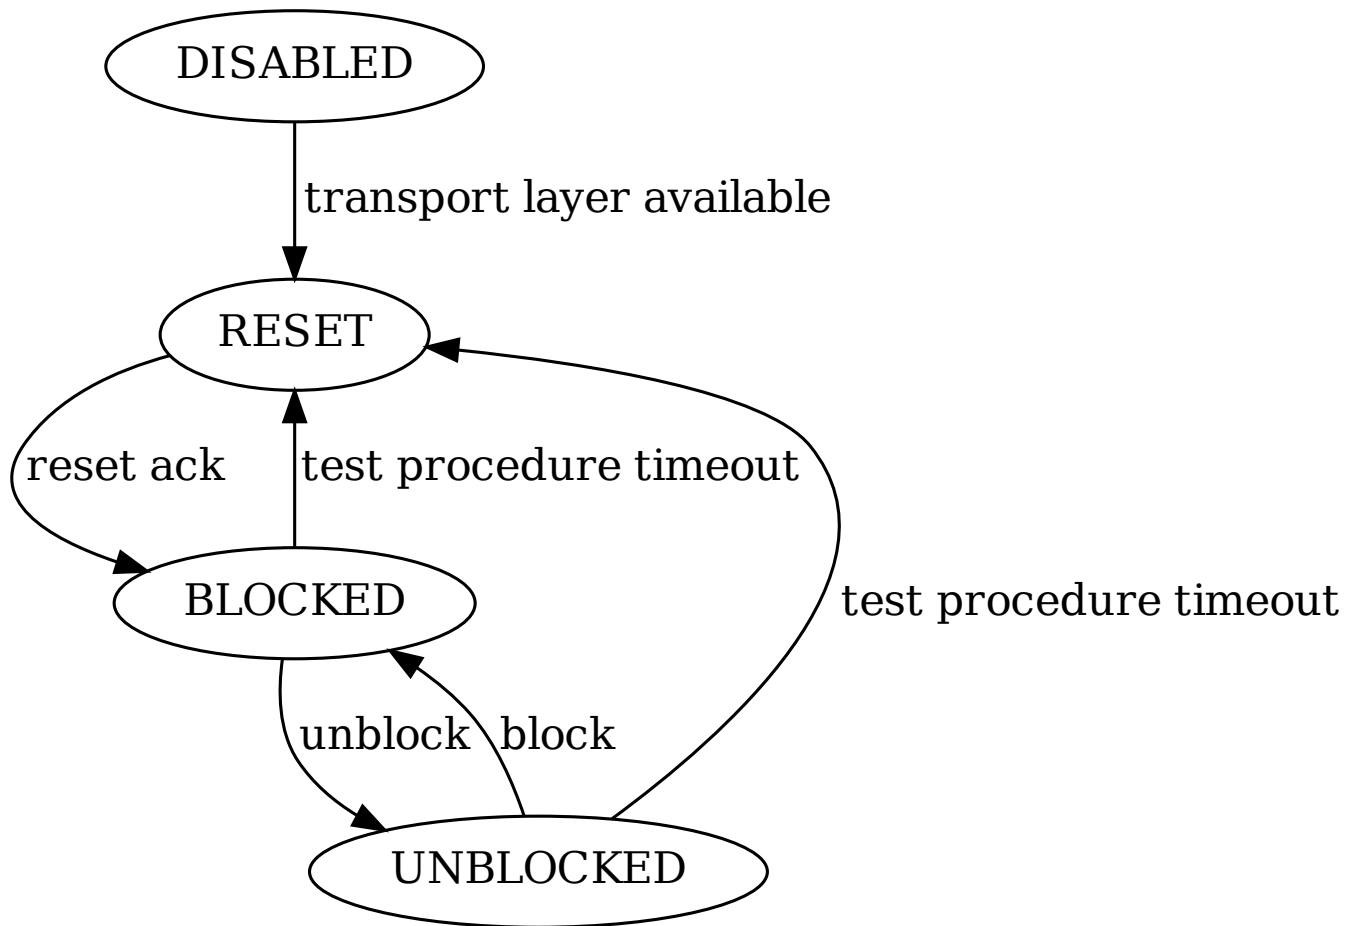 DISABLED
transport layer available
RESET
reset ack
test procedure timeout
BLOCKED
test procedure timeout
unblock
block
UNBLOCKED